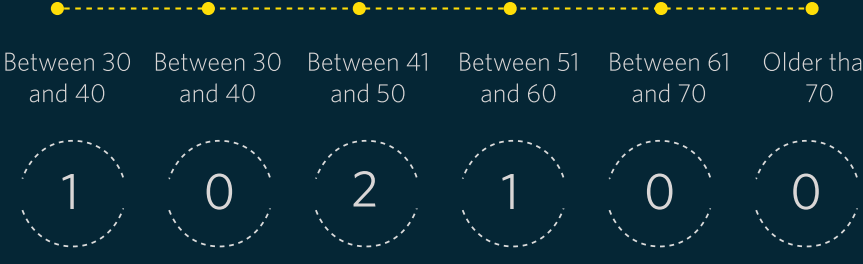 Between 30 Between 30 Between 41 Between 51 Between 61 Older tha
and 40 and 40 and 50 and 60 and 70 70
1 0 2 1 0 0